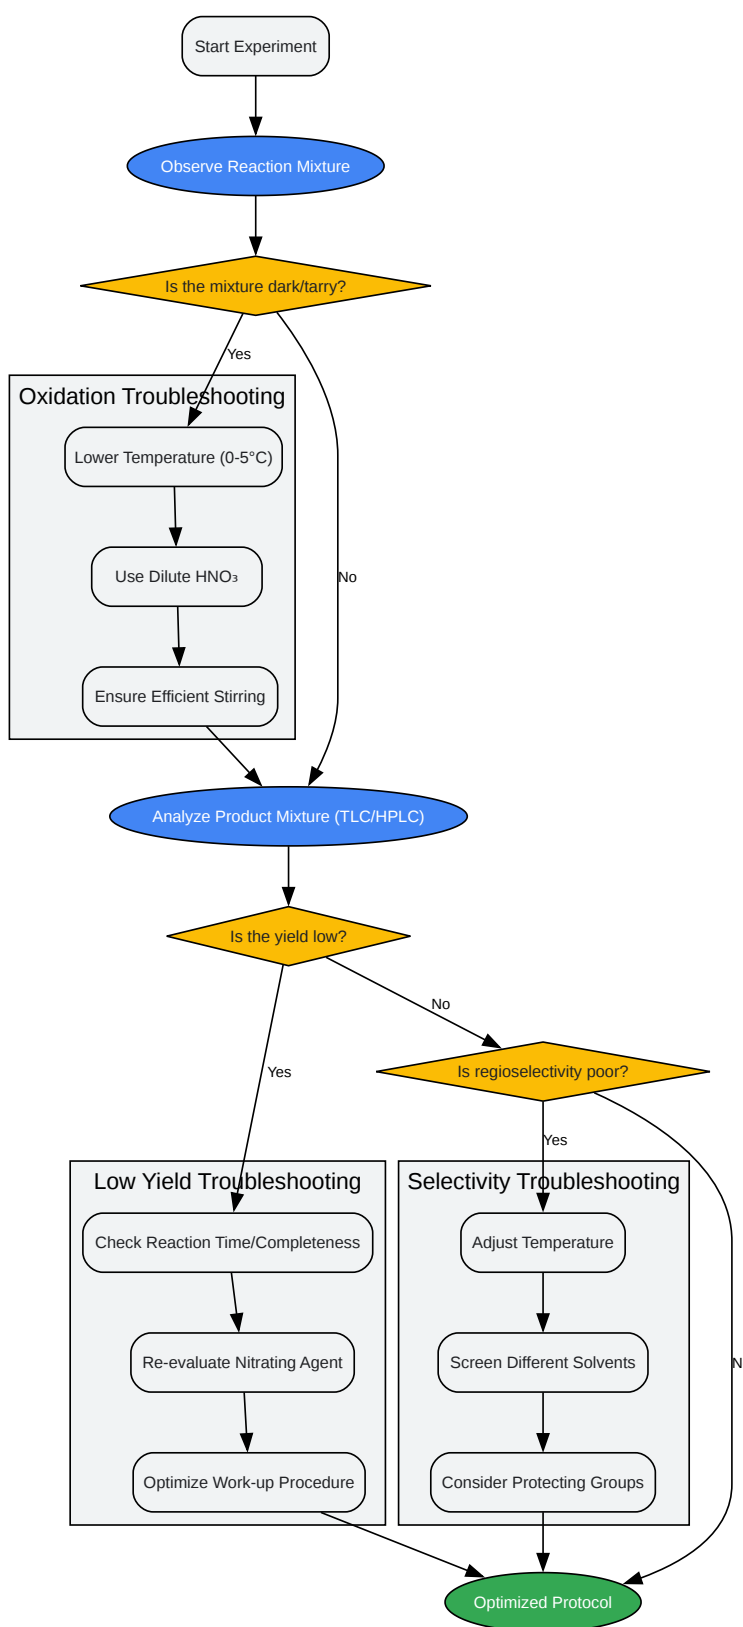 Start Experiment
Observe Reaction Mixture
Is the mixture dark/tarry?
Yes
Oxidation Troubleshooting
Lower Temperature (0-5°C)
Use Dilute HNO₃
No
Ensure Efficient Stirring
Analyze Product Mixture (TLC/HPLC)
Is the yield low?
No
Yes
Is regioselectivity poor?
Yes
Low Yield Troubleshooting
Selectivity Troubleshooting
Check Reaction Time/Completeness
Adjust Temperature
Re-evaluate Nitrating Agent
Screen Different Solvents
N
Optimize Work-up Procedure
Consider Protecting Groups
Optimized Protocol